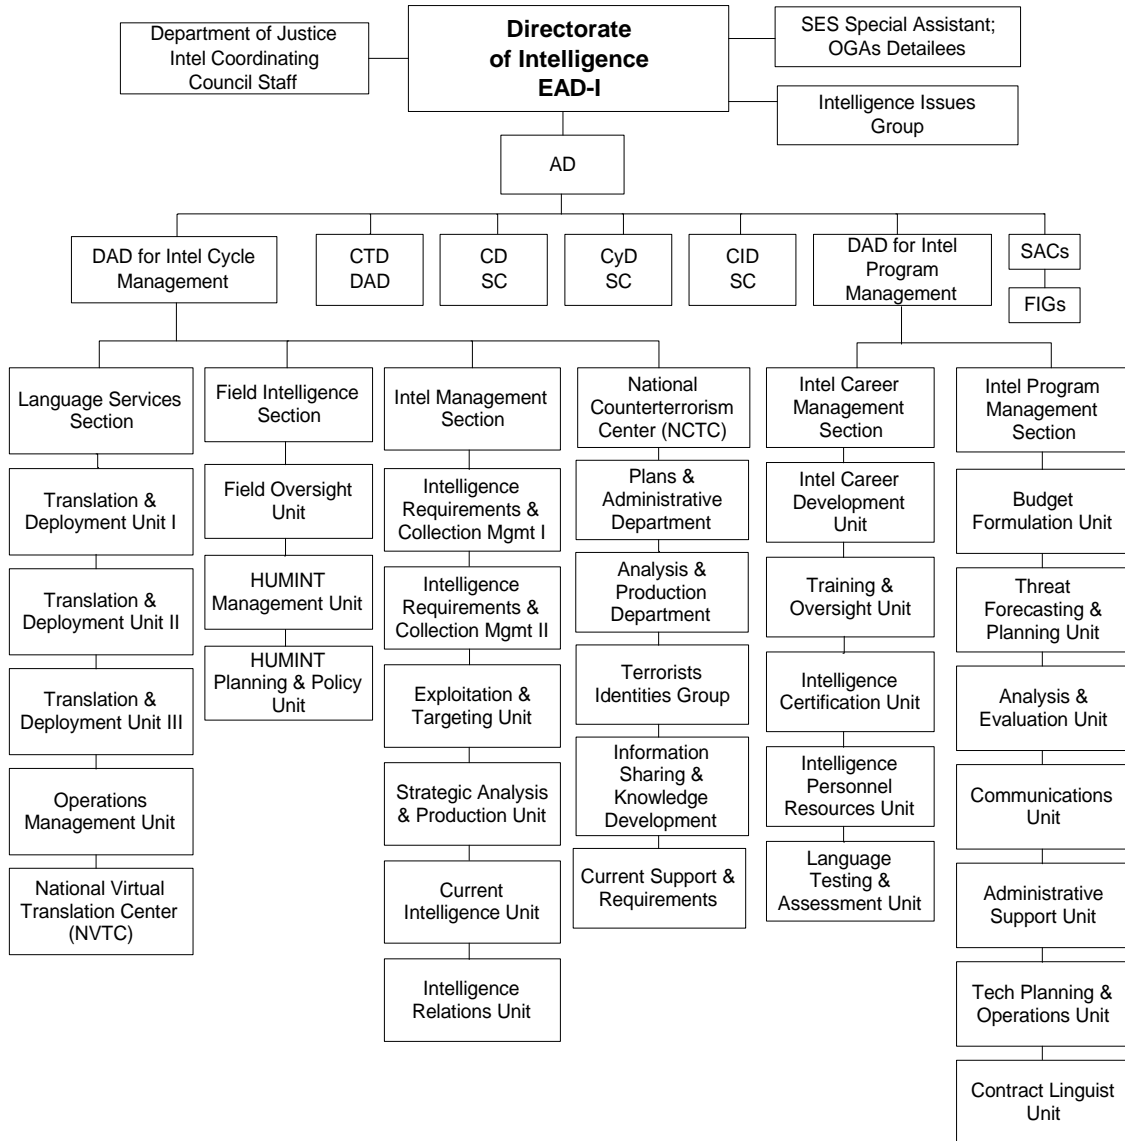 Department of Justice
Intel Coordinating
Council Staff
Directorate
of Intelligence
EAD-I
SES Special Assistant;
OGAs Detailees
Intelligence Issues
Group
AD
DAD for Intel Cycle
Management
CTD
DAD
CD
SC
CyD
SC
CID
SC
DAD for Intel
Program
Management
SACs
FIGs
Language Services
Section
Translation &
Deployment Unit I
Translation &
Deployment Unit II
Translation &
Deployment Unit III
Operations
Management Unit
National Virtual
Translation Center
(NVTC)
Field Intelligence
Section
Field Oversight
Unit
HUMINT
Management Unit
HUMINT
Planning & Policy
Unit
Intel Management
Section
Intelligence
Requirements &
Collection Mgmt I
Intelligence
Requirements &
Collection Mgmt II
Exploitation &
Targeting Unit
Strategic Analysis
& Production Unit
Current
Intelligence Unit
Intelligence
Relations Unit
National
Counterterrorism
Center (NCTC)
Plans &
Administrative
Department
Analysis &
Production
Department
Terrorists
Identities Group
Information
Sharing &
Knowledge
Development
Current Support &
Requirements
Intel Career
Management
Section
Intel Career
Development
Unit
Training &
Oversight Unit
Intelligence
Certification Unit
Intelligence
Personnel
Resources Unit
Language
Testing &
Assessment Unit
Intel Program
Management
Section
Budget
Formulation Unit
Threat
Forecasting &
Planning Unit
Analysis &
Evaluation Unit
Communications
Unit
Administrative
Support Unit
Tech Planning &
Operations Unit
Contract Linguist
Unit